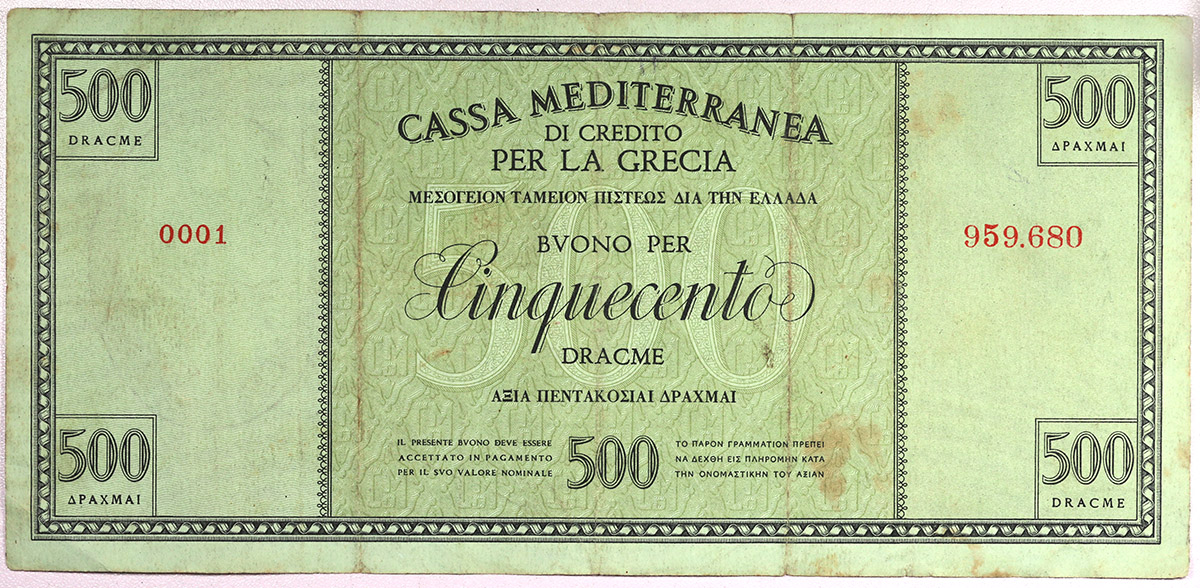 500
DRACME
500
ΔΡΑΧΜΑΙ
CASSA MEDITERRANEA
DI CREDITO
PER LA GRECIA
ΜΕΣΟΓΕΙΟΝ ΤΑΜΕΙΟΝ ΠΙΣΤΕΩΣ ΔΙΑ ΤΗΝ ΕΛΛΑΔΑ
0001
959.680
BVONO PER
Cinquecento
DRACME
ΑΞΙΑ ΠΕΝΤΑΚΟΣΙΑΙ ΔΡΑΧΜΑΙ
500
IL PRESENTE BVONO DEVE ESSERE
ACCETTATO IN PAGAMENTO
PER IL SVO VALORE NOMINALE
500
ΤΟ ΠΑΡΟΝ ΓΡΑΜΜΑΤΙΟΝ ΠΡΕΠΕΙ
ΝΑ ΔΕΧΘΗ ΕΙΣ ΠΛΗΡΟΜΗΝ ΚΑΤΑ
ΤΗΝ ΟΝΟΜΑΣΤΙΚΗΝ ΤΟΥ ΑΞΙΑΝ
500
ΔΡΑΧΜΑΙ
500
DRACME